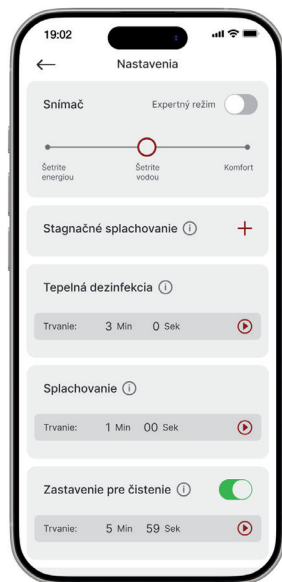 19:02
Nastavenia
Snímač Expertný režim
Šetrite Šetrite Komfort
energiou vodou
Stagnačné splachovanie
Tepelná dezinfekcia
Trvanie: 3 Min 0 Sek
Splachovanie
Trvanie: 1 Min 00 Sek
Zastavenie pre čistenie
Trvanie: 5 Min 59 Sek